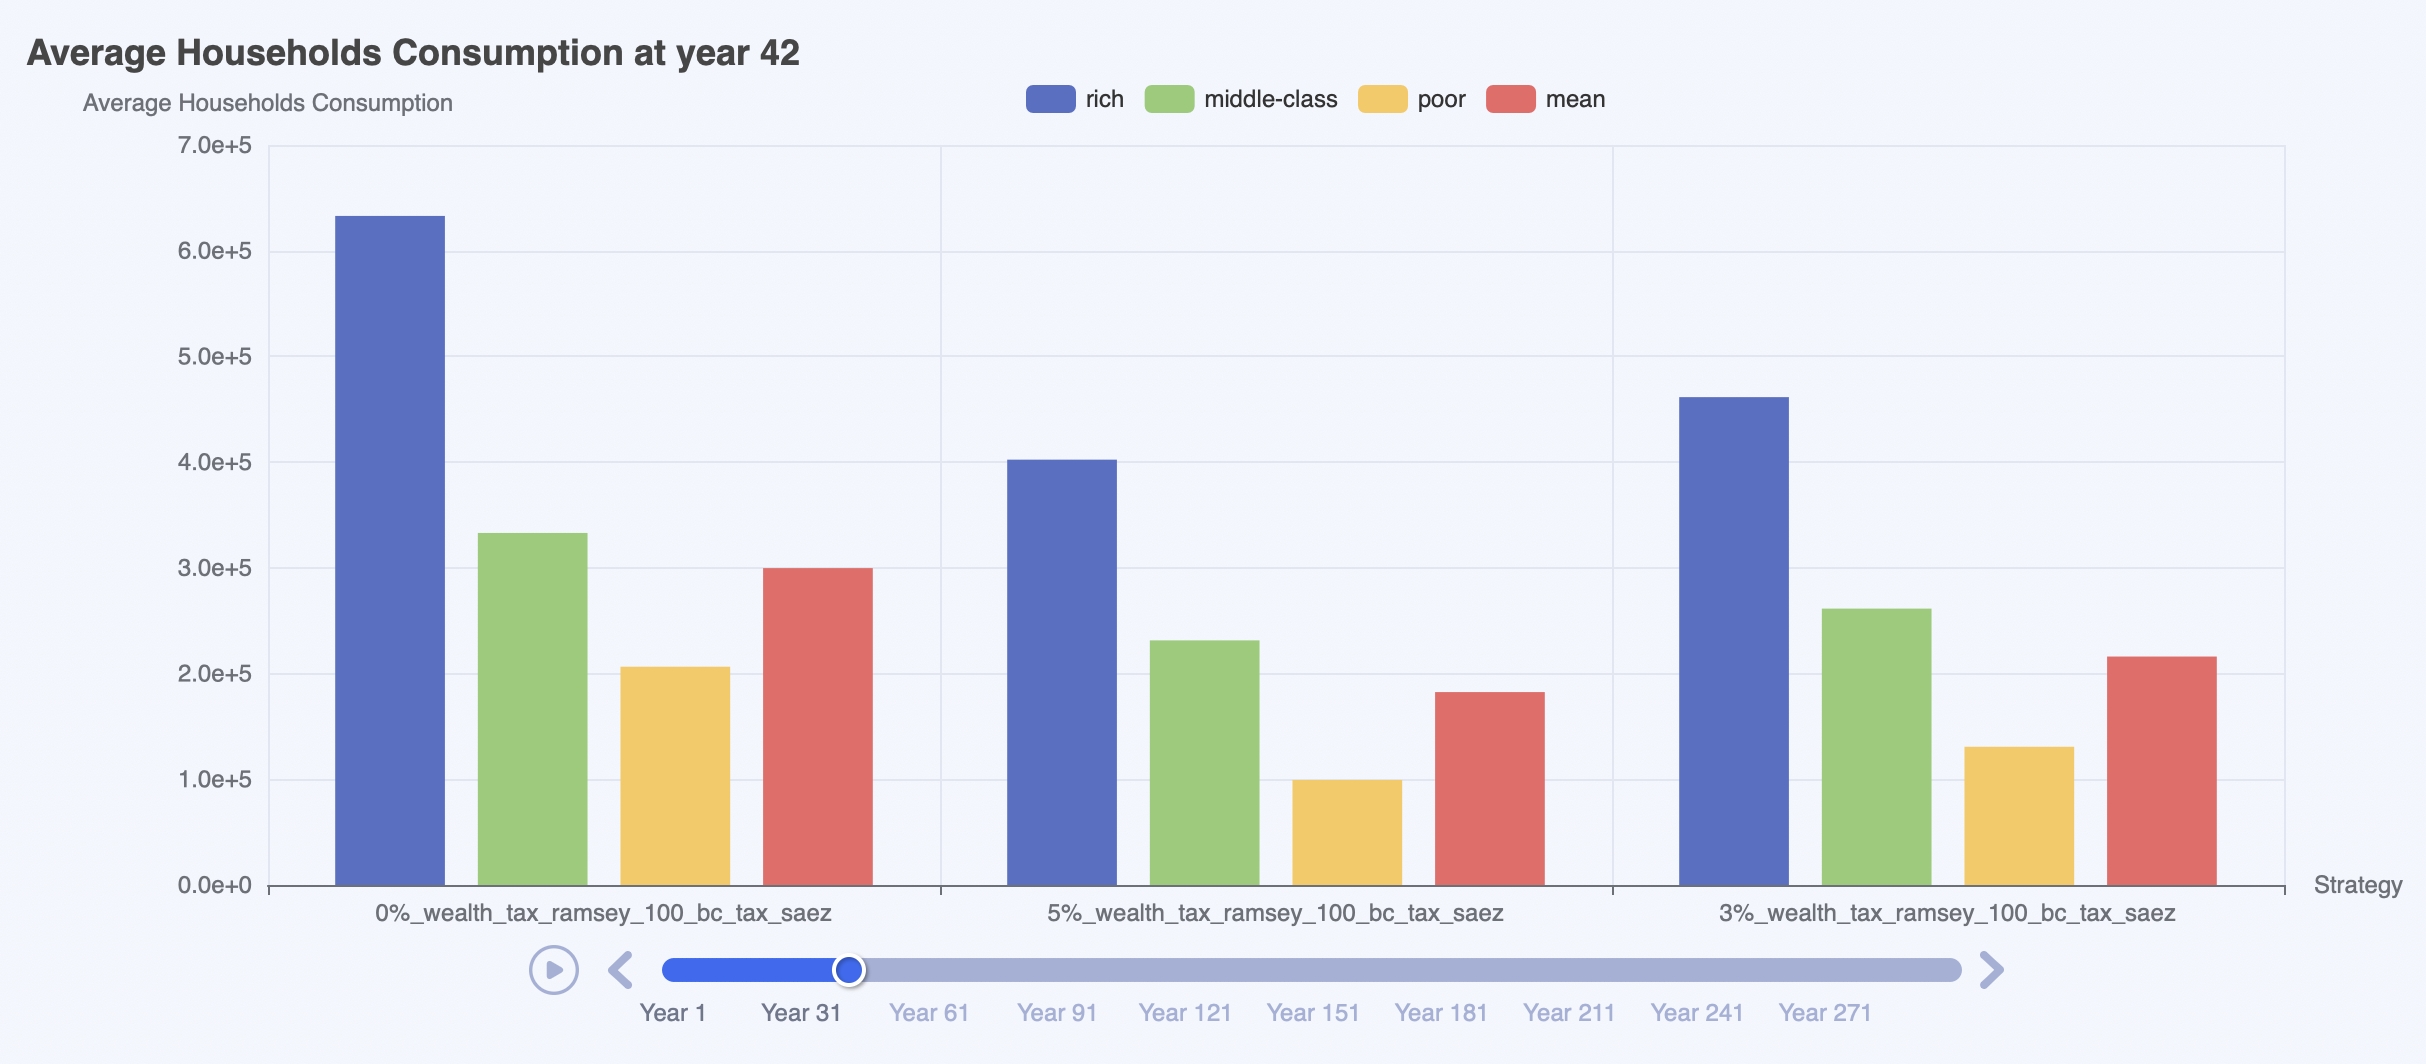 Average Households Consumption at year 42
Average Households Consumption
rich middle-class poor mean
7.0e+5
6.0e+5
5.0e+5
4.0e+5
3.0e+5
2.0e+5
1.0e+5
0.0e+0
Strategy
0%_wealth_tax_ramsey_100_bc_tax_saez 5%_wealth_tax_ramsey_100_bc_tax_saez 3%_wealth_tax_ramsey_100_bc_tax_saez
Year 1 Year 31 Year 61 Year 91 Year 121 Year 151 Year 181 Year 211 Year 241 Year 271